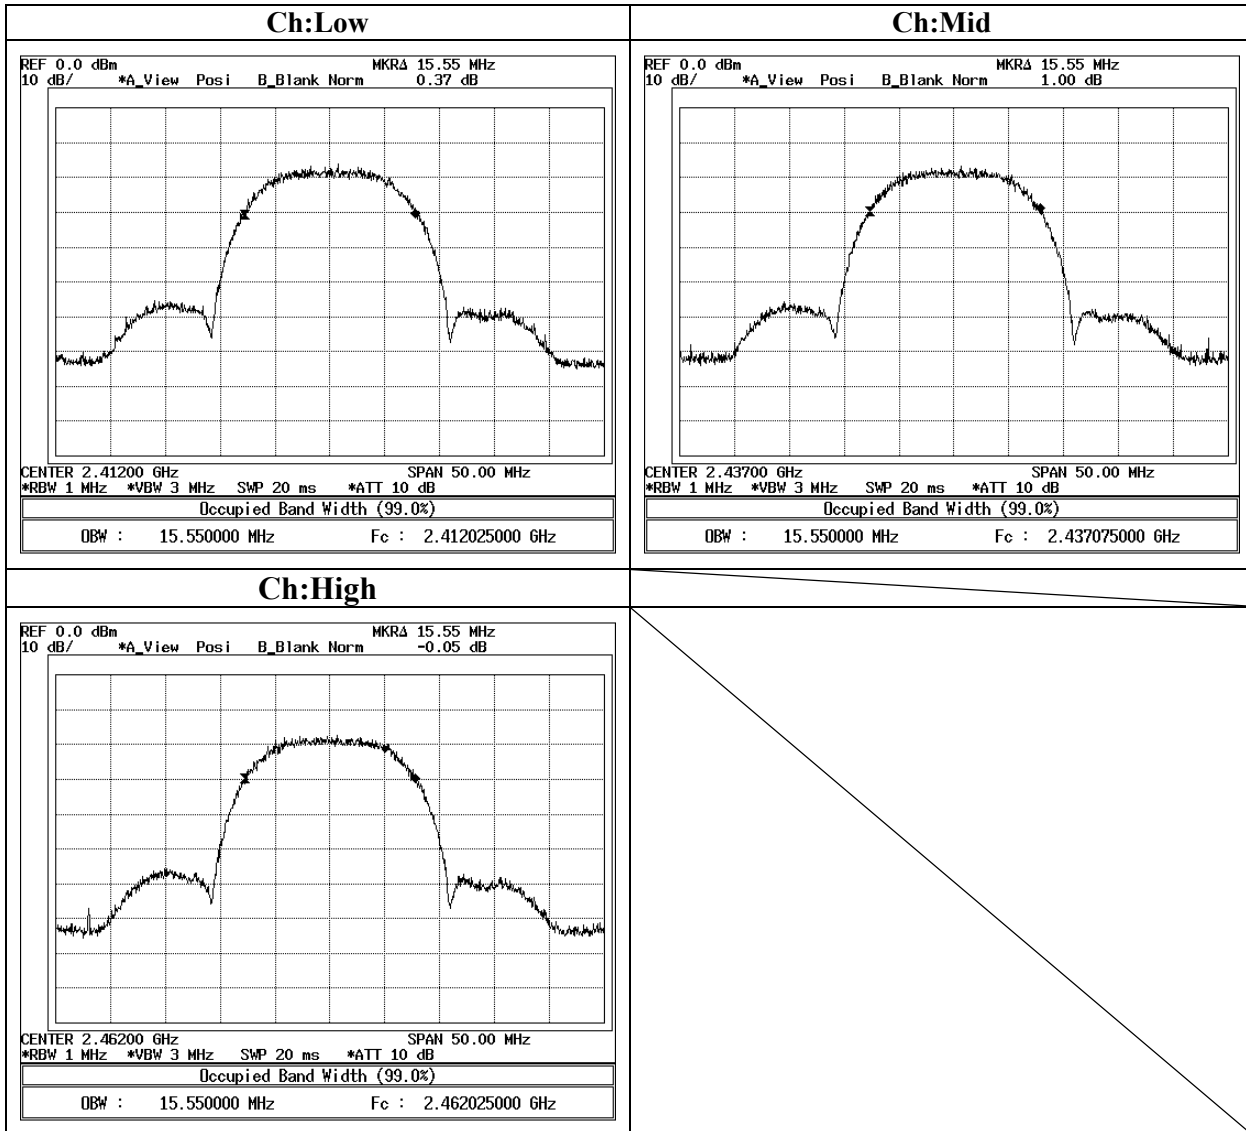 Ch:Low
REF 0.0 dBm MKRΔ 15.55 MHz
10 dB/ *A_View Posi B_Blank Norm 0.37 dB
CENTER 2.41200 GHz SPAN 50.00 MHz
*RBW 1 MHz *VBW 3 MHz SWP 20 ms *ATT 10 dB
Occupied Band Width (99.0%)
OBW : 15.550000 MHz Fc : 2.412025000 GHz
Ch:Mid
REF 0.0 dBm MKRΔ 15.55 MHz
10 dB/ *A_View Posi B_Blank Norm 1.00 dB
CENTER 2.43700 GHz SPAN 50.00 MHz
*RBW 1 MHz *VBW 3 MHz SWP 20 ms *ATT 10 dB
Occupied Band Width (99.0%)
OBW : 15.550000 MHz Fc : 2.437075000 GHz
Ch:High
REF 0.0 dBm MKRΔ 15.55 MHz
10 dB/ *A_View Posi B_Blank Norm -0.05 dB
CENTER 2.46200 GHz SPAN 50.00 MHz
*RBW 1 MHz *VBW 3 MHz SWP 20 ms *ATT 10 dB
Occupied Band Width (99.0%)
OBW : 15.550000 MHz Fc : 2.462025000 GHz